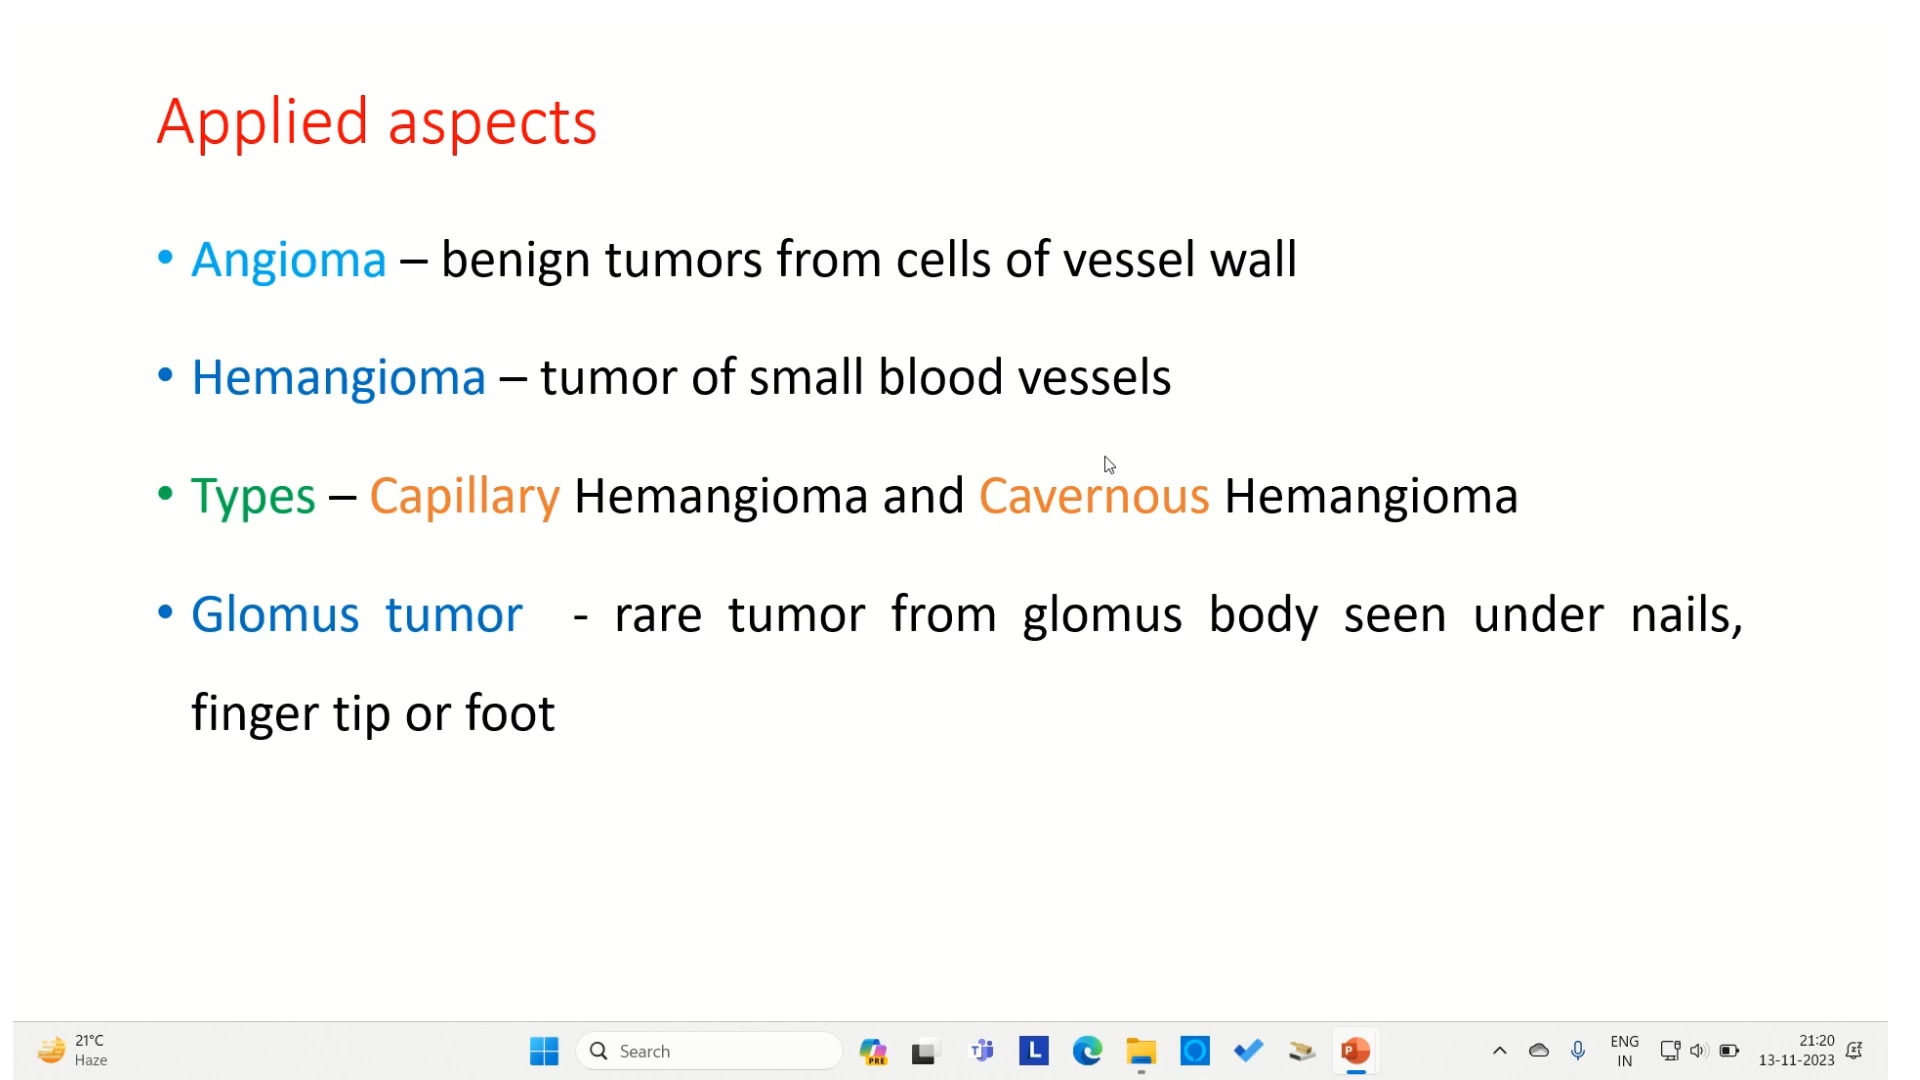 Applied aspects
• Angioma – benign tumors from cells of vessel wall
• Hemangioma – tumor of small blood vessels
• Types – Capillary Hemangioma and Cavernous Hemangioma
• Glomus tumor - rare tumor from glomus body seen under nails,
finger tip or foot
21°C
Haze
Search
PRE
L
ENG
IN
21:20
13-11-2023